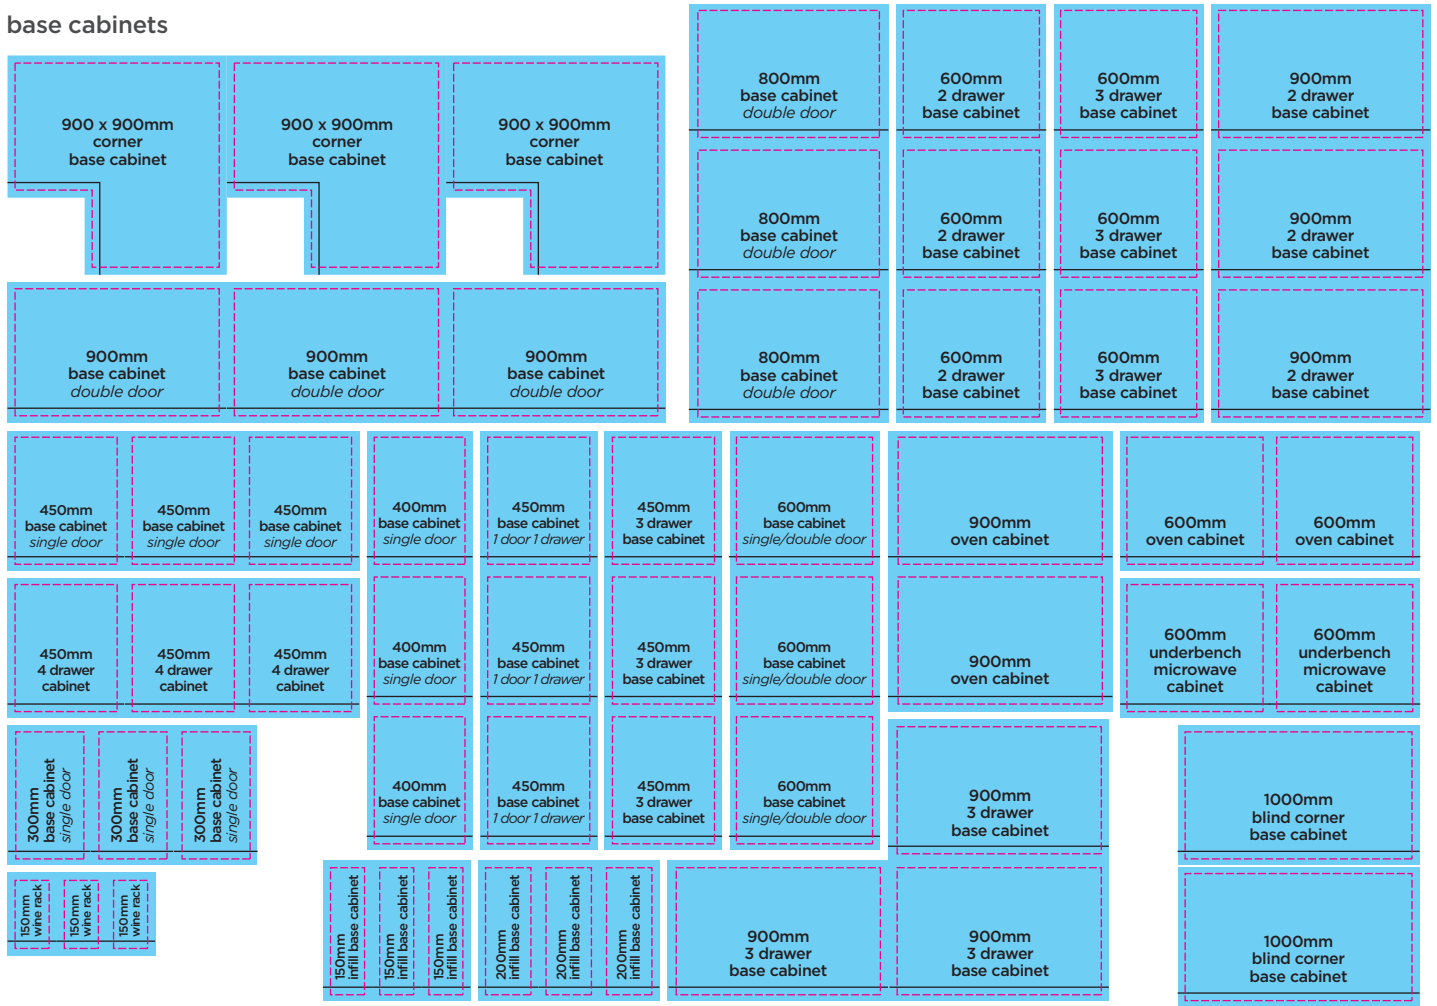 base cabinets
900 x 900mm
corner
base cabinet
900 x 900mm
corner
base cabinet
900 x 900mm
corner
base cabinet
800mm
base cabinet
double door
600mm
2 drawer
base cabinet
600mm
3 drawer
base cabinet
900mm
2 drawer
base cabinet
800mm
base cabinet
double door
600mm
2 drawer
base cabinet
600mm
3 drawer
base cabinet
900mm
2 drawer
base cabinet
900mm
base cabinet
double door
900mm
base cabinet
double door
900mm
base cabinet
double door
800mm
base cabinet
double door
600mm
2 drawer
base cabinet
600mm
3 drawer
base cabinet
900mm
2 drawer
base cabinet
450mm
base cabinet
single door
450mm
base cabinet
single door
450mm
base cabinet
single door
400mm
base cabinet
single door
450mm
base cabinet
1 door 1 drawer
450mm
3 drawer
base cabinet
600mm
base cabinet
single/double door
900mm
oven cabinet
600mm
oven cabinet
600mm
oven cabinet
450mm
4 drawer
cabinet
450mm
4 drawer
cabinet
450mm
4 drawer
cabinet
400mm
base cabinet
single door
450mm
base cabinet
1 door 1 drawer
450mm
3 drawer
base cabinet
600mm
base cabinet
single/double door
900mm
oven cabinet
600mm
underbench
microwave
cabinet
600mm
underbench
microwave
cabinet
300mm
base cabinet
single door
300mm
base cabinet
single door
300mm
base cabinet
single door
400mm
base cabinet
single door
450mm
base cabinet
1 door 1 drawer
450mm
3 drawer
base cabinet
600mm
base cabinet
single/double door
900mm
3 drawer
base cabinet
1000mm
blind corner
base cabinet
150mm
wine rack
150mm
wine rack
150mm
wine rack
150mm
infill base cabinet
150mm
infill base cabinet
150mm
infill base cabinet
200mm
infill base cabinet
200mm
infill base cabinet
200mm
infill base cabinet
900mm
3 drawer
base cabinet
900mm
3 drawer
base cabinet
1000mm
blind corner
base cabinet